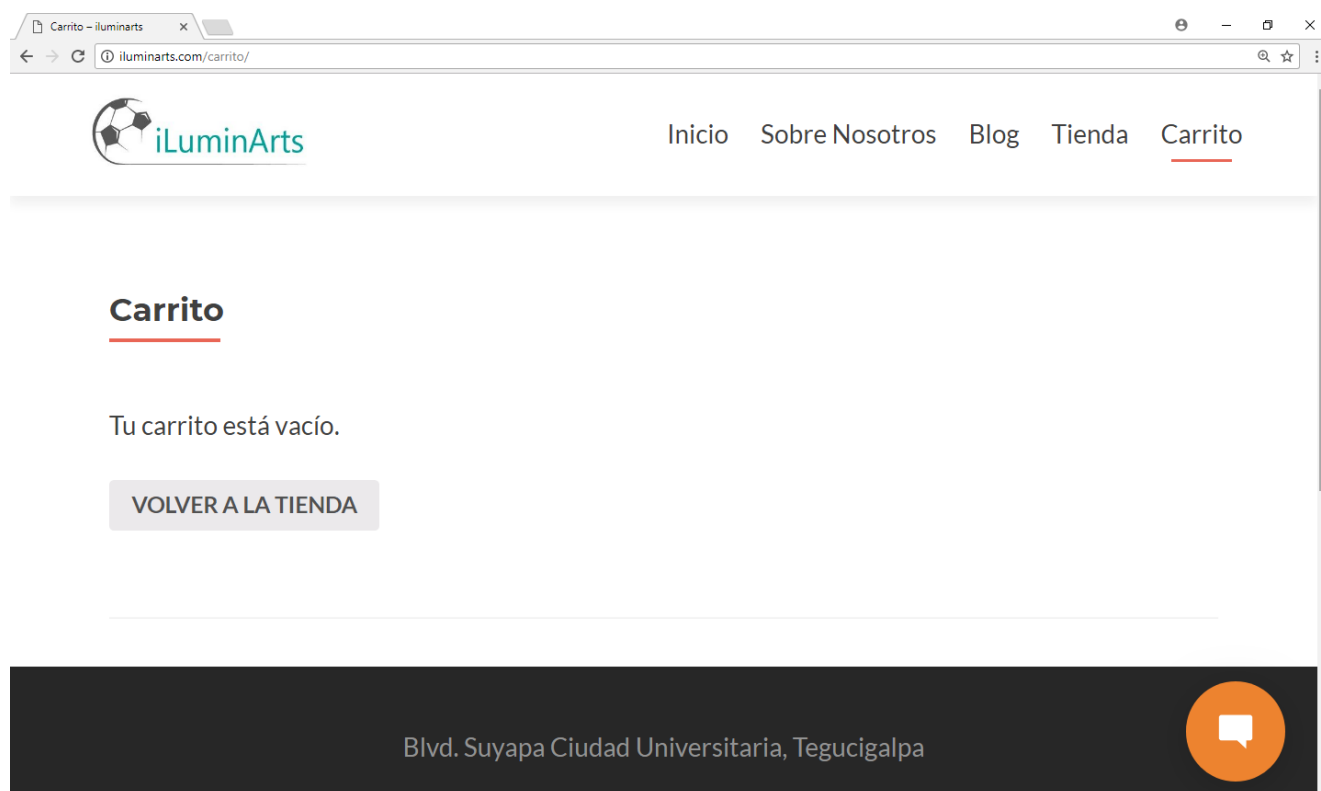 Carrito – iluminarts
iluminarts.com/carrito/
iLuminArts
Inicio Sobre Nosotros Blog Tienda Carrito
Carrito
Tu carrito está vacío.
VOLVER A LA TIENDA
Blvd. Suyapa Ciudad Universitaria, Tegucigalpa